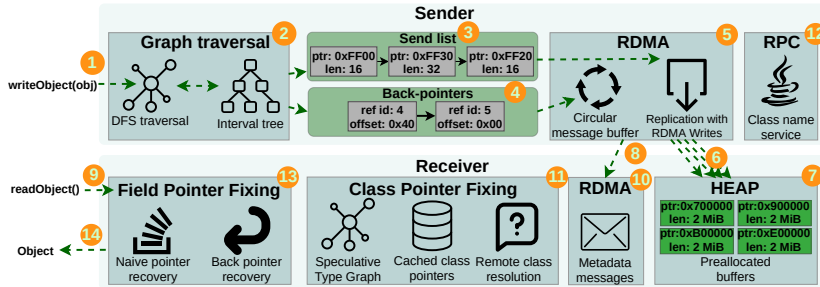 Sender
1
writeObject(obj)
Graph traversal
2
DFS traversal
Interval tree
Send list
3
ptr: 0xFF00
len: 16
ptr: 0xFF30
len: 32
ptr: 0xFF20
len: 16
Back-pointers
4
ref id: 4
offset: 0x40
ref id: 5
offset: 0x00
RDMA
5
Circular
message buffer
Replication with
RDMA Writes
RPC
12
Class name
service
8
6
Receiver
9
readObject()
14
Object
Field Pointer Fixing
13
Naive pointer
recovery
Back pointer
recovery
Class Pointer Fixing
11
Speculative
Type Graph
Cached class
pointers
Remote class
resolution
RDMA
10
Metadata
messages
HEAP
7
ptr:0x700000
len: 2 MiB
ptr:0x900000
len: 2 MiB
ptr:0xB00000
len: 2 MiB
ptr:0xE00000
len: 2 MiB
Preallocated
buffers